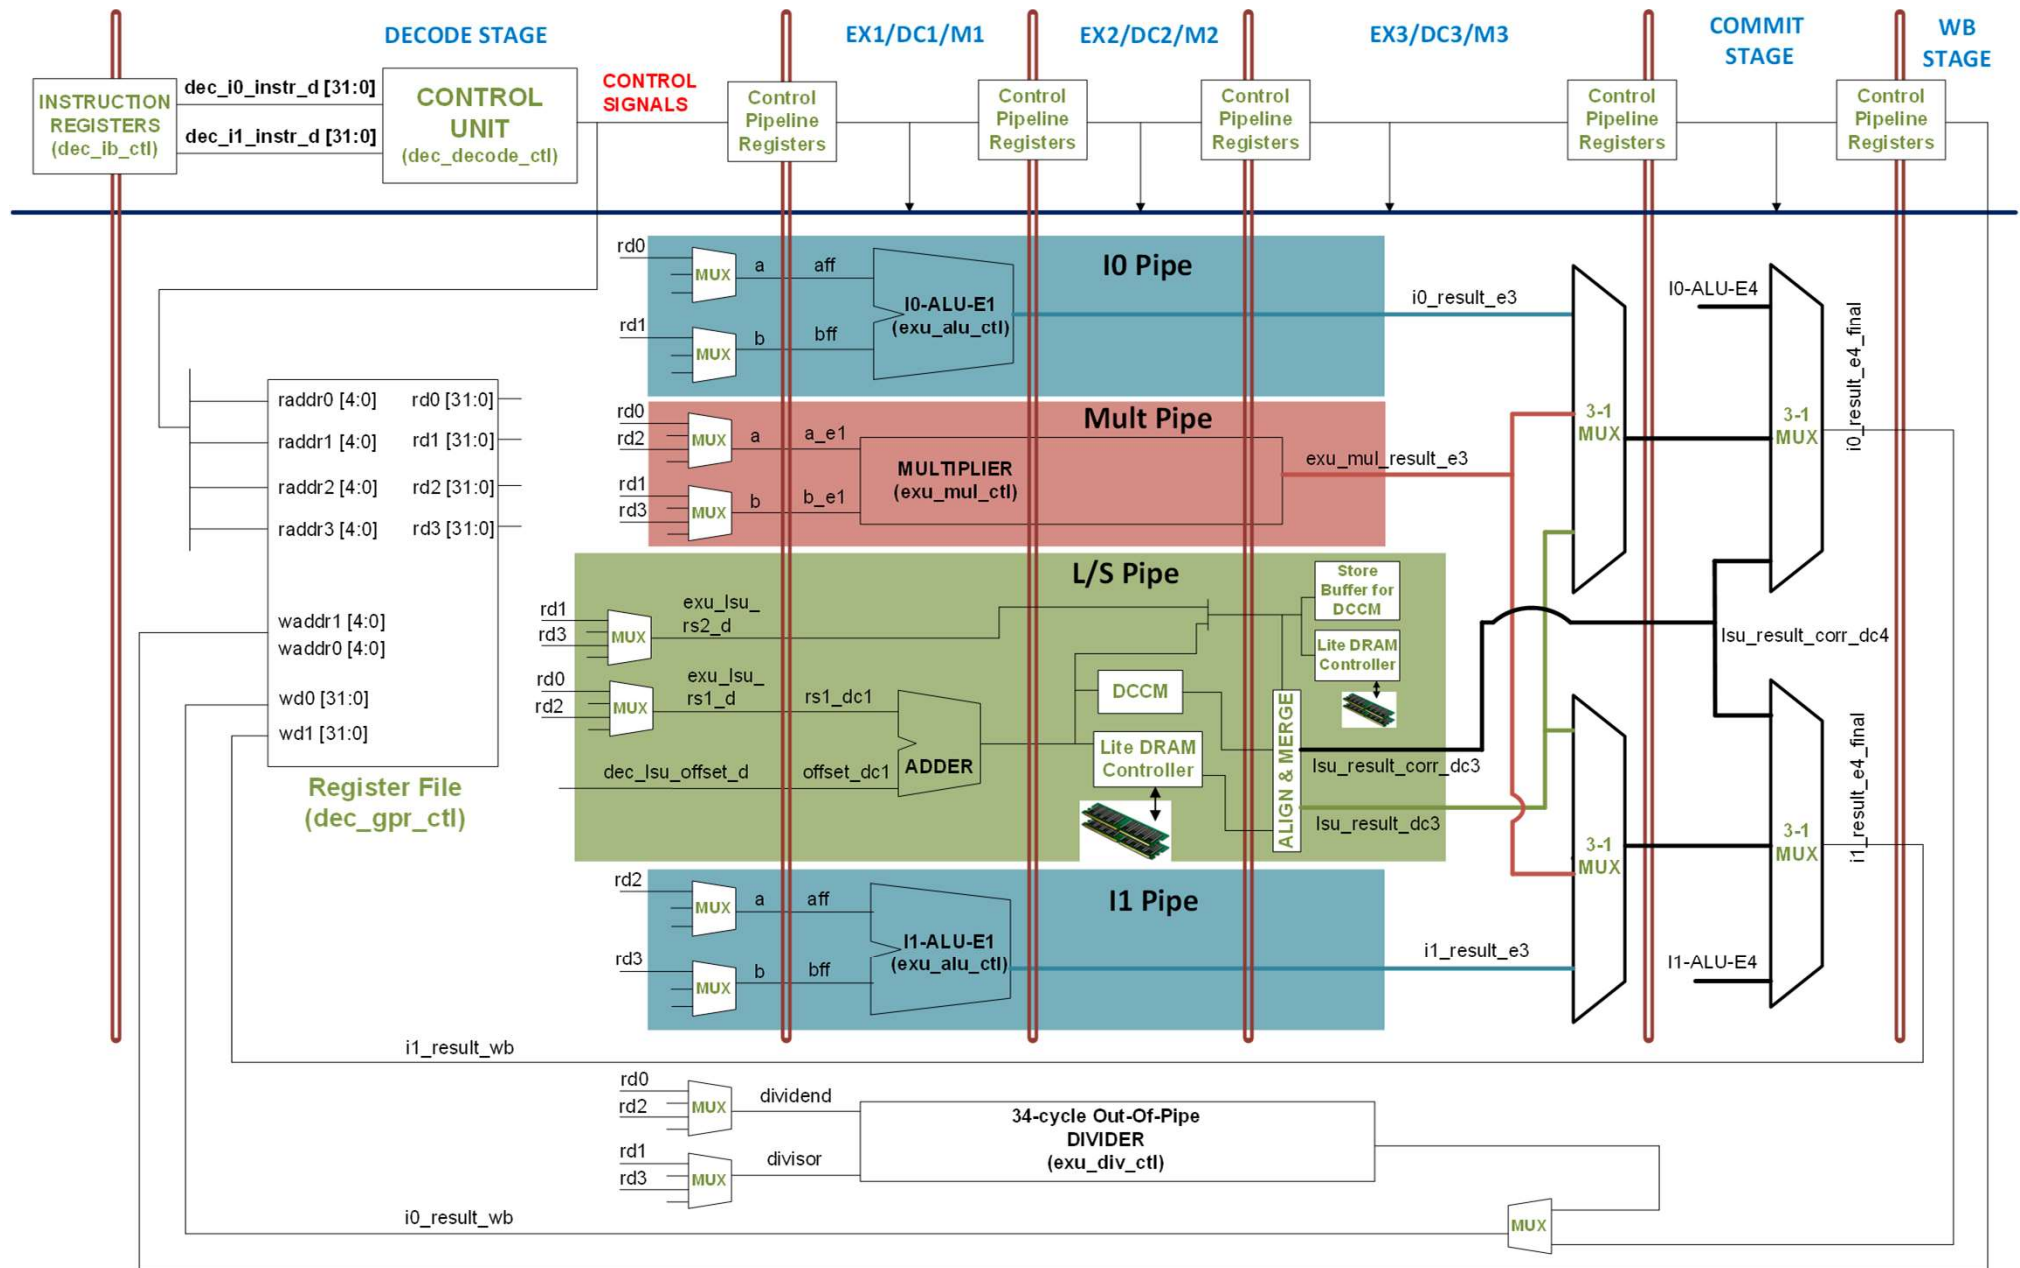 DECODE STAGE
EX1/DC1/M1
EX2/DC2/M2
EX3/DC3/M3
COMMIT
STAGE
WB
STAGE
INSTRUCTION
REGISTERS
(dec_ib_ctl)
dec_i0_instr_d [31:0]
dec_i1_instr_d [31:0]
CONTROL
UNIT
(dec_decode_ctl)
CONTROL
SIGNALS
Control
Pipeline
Registers
Control
Pipeline
Registers
Control
Pipeline
Registers
Control
Pipeline
Registers
Control
Pipeline
Registers
I0 Pipe
rd0
MUX
a
aff
rd1
MUX
b
bff
I0-ALU-E1
(exu_alu_ctl)
i0_result_e3
Mult Pipe
rd0
rd2
MUX
a
a_e1
rd1
rd3
MUX
b
b_e1
MULTIPLIER
(exu_mul_ctl)
exu_mul_result_e3
L/S Pipe
rd1
rd3
MUX
exu_lsu_
rs2_d
rd0
rd2
MUX
exu_lsu_
rs1_d
rs1_dc1
dec_lsu_offset_d
offset_dc1
ADDER
DCCM
Lite DRAM
Controller
Store
Buffer for
DCCM
Lite DRAM
Controller
ALIGN & MERGE
lsu_result_corr_dc3
lsu_result_dc3
I1 Pipe
rd2
MUX
a
aff
rd3
MUX
b
bff
I1-ALU-E1
(exu_alu_ctl)
i1_result_e3
3-1
MUX
3-1
MUX
I0-ALU-E4
3-1
MUX
i0_result_e4_final
lsu_result_corr_dc4
3-1
MUX
i1_result_e4_final
I1-ALU-E4
raddr0 [4:0]
rd0 [31:0]
raddr1 [4:0]
rd1 [31:0]
raddr2 [4:0]
rd2 [31:0]
raddr3 [4:0]
rd3 [31:0]
waddr1 [4:0]
waddr0 [4:0]
wd0 [31:0]
wd1 [31:0]
Register File
(dec_gpr_ctl)
i1_result_wb
rd0
rd2
MUX
dividend
rd1
rd3
MUX
divisor
34-cycle Out-Of-Pipe
DIVIDER
(exu_div_ctl)
i0_result_wb
MUX